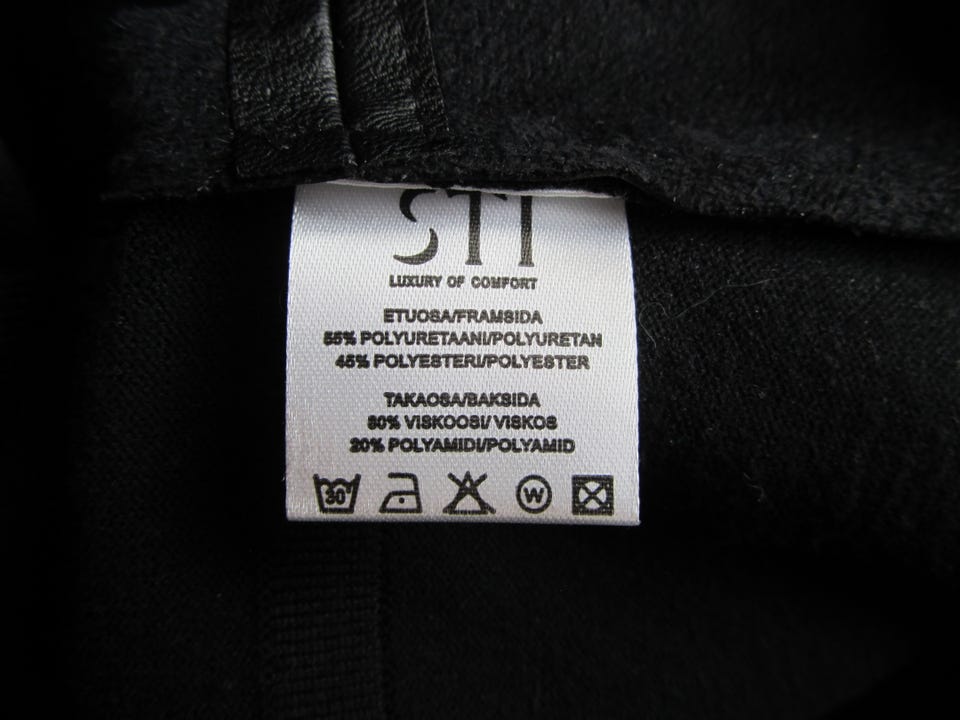 STI
LUXURY OF COMFORT
ETUOSA/FRAMSIDA
55% POLYURETAANI/POLYURETAN
45% POLYESTERI/POLYESTER
TAKAOSA/BAKSIDA
80% VISKOOSI/ VISKOS
20% POLYAMIDI/POLYAMID
30° W